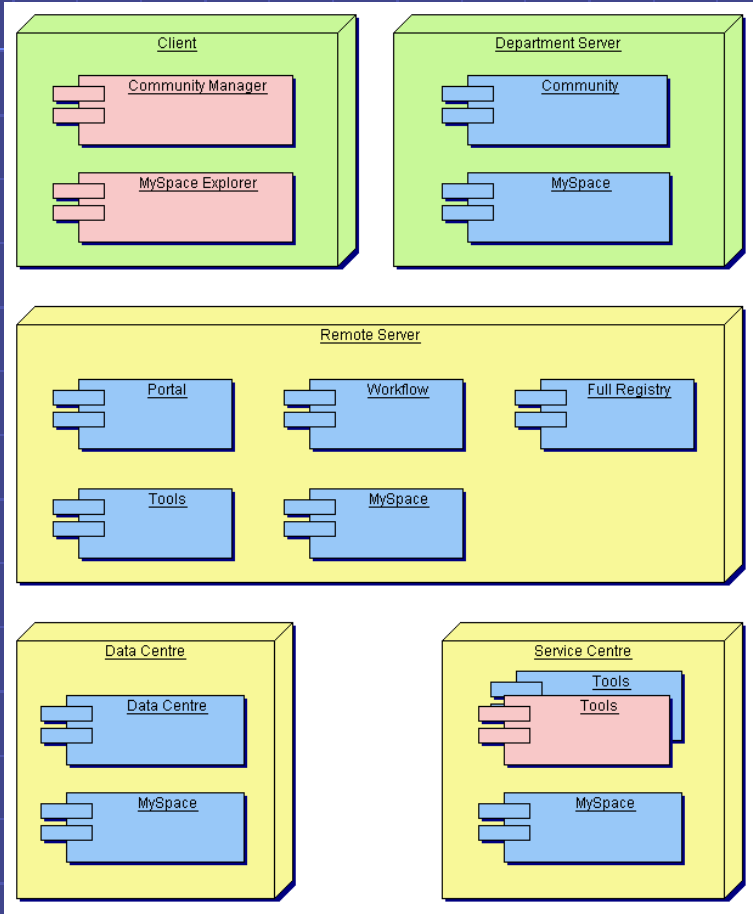 Client
Community Manager
MySpace Explorer
Department Server
Community
MySpace
Remote Server
Portal
Workflow
Full Registry
Tools
MySpace
Data Centre
Data Centre
MySpace
Service Centre
Tools
Tools
MySpace